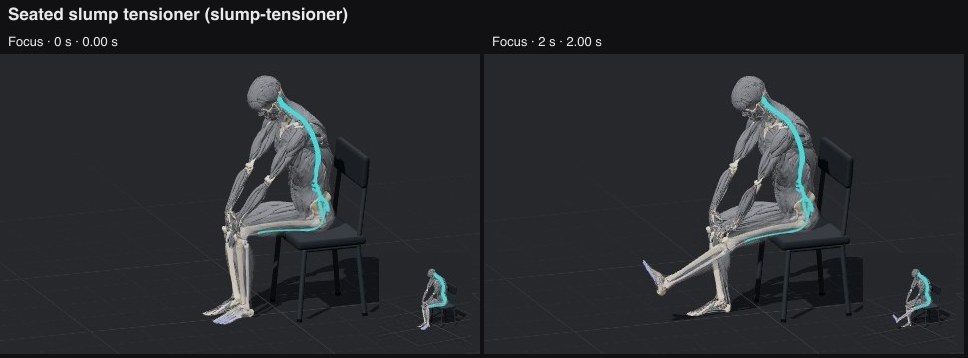 Seated slump tensioner (slump-tensioner)
Focus · 0 s · 0.00 s
Focus · 2 s · 2.00 s